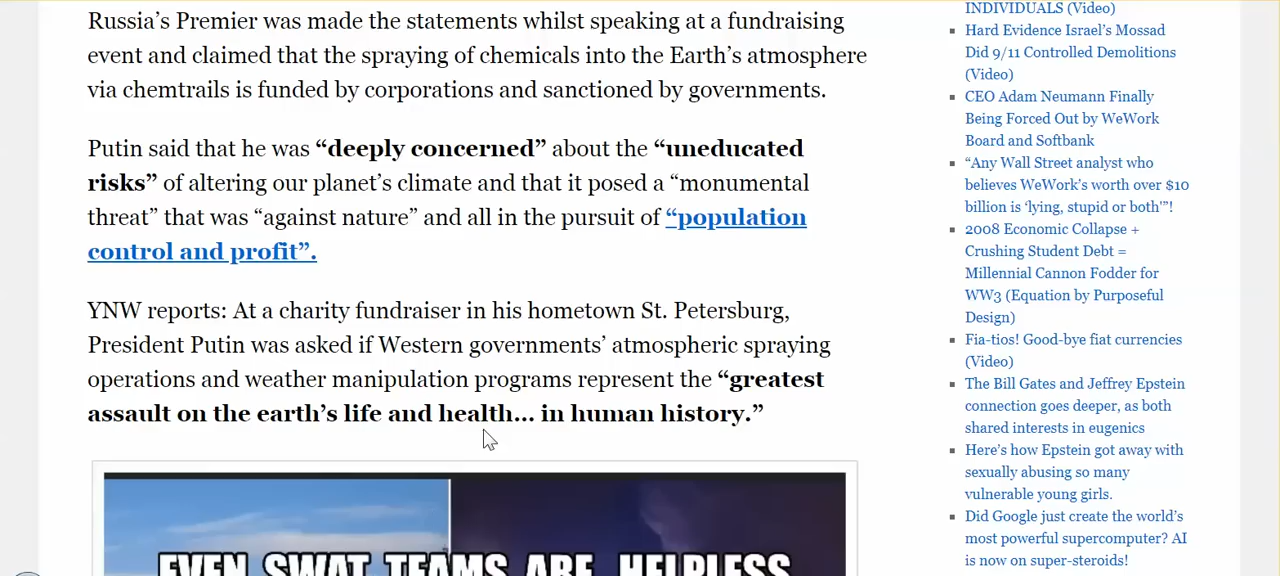 Russia’s Premier was made the statements whilst speaking at a fundraising
event and claimed that the spraying of chemicals into the Earth’s atmosphere
via chemtrails is funded by corporations and sanctioned by governments.
Putin said that he was “deeply concerned” about the “uneducated
risks” of altering our planet’s climate and that it posed a “monumental
threat” that was “against nature” and all in the pursuit of “population
control and profit”.
YNW reports: At a charity fundraiser in his hometown St. Petersburg,
President Putin was asked if Western governments’ atmospheric spraying
operations and weather manipulation programs represent the “greatest
assault on the earth’s life and health... in human history.”
EVEN SWAT TEAMS ARE HELPLESS
INDIVIDUALS (Video)
Hard Evidence Israel’s Mossad
Did 9/11 Controlled Demolitions
(Video)
CEO Adam Neumann Finally
Being Forced Out by WeWork
Board and Softbank
“Any Wall Street analyst who
believes WeWork’s worth over $10
billion is ‘lying, stupid or both’”!
2008 Economic Collapse +
Crushing Student Debt =
Millennial Cannon Fodder for
WW3 (Equation by Purposeful
Design)
Fia-tios! Good-bye fiat currencies
(Video)
The Bill Gates and Jeffrey Epstein
connection goes deeper, as both
shared interests in eugenics
Here’s how Epstein got away with
sexually abusing so many
vulnerable young girls.
Did Google just create the world’s
most powerful supercomputer? AI
is now on super-steroids!